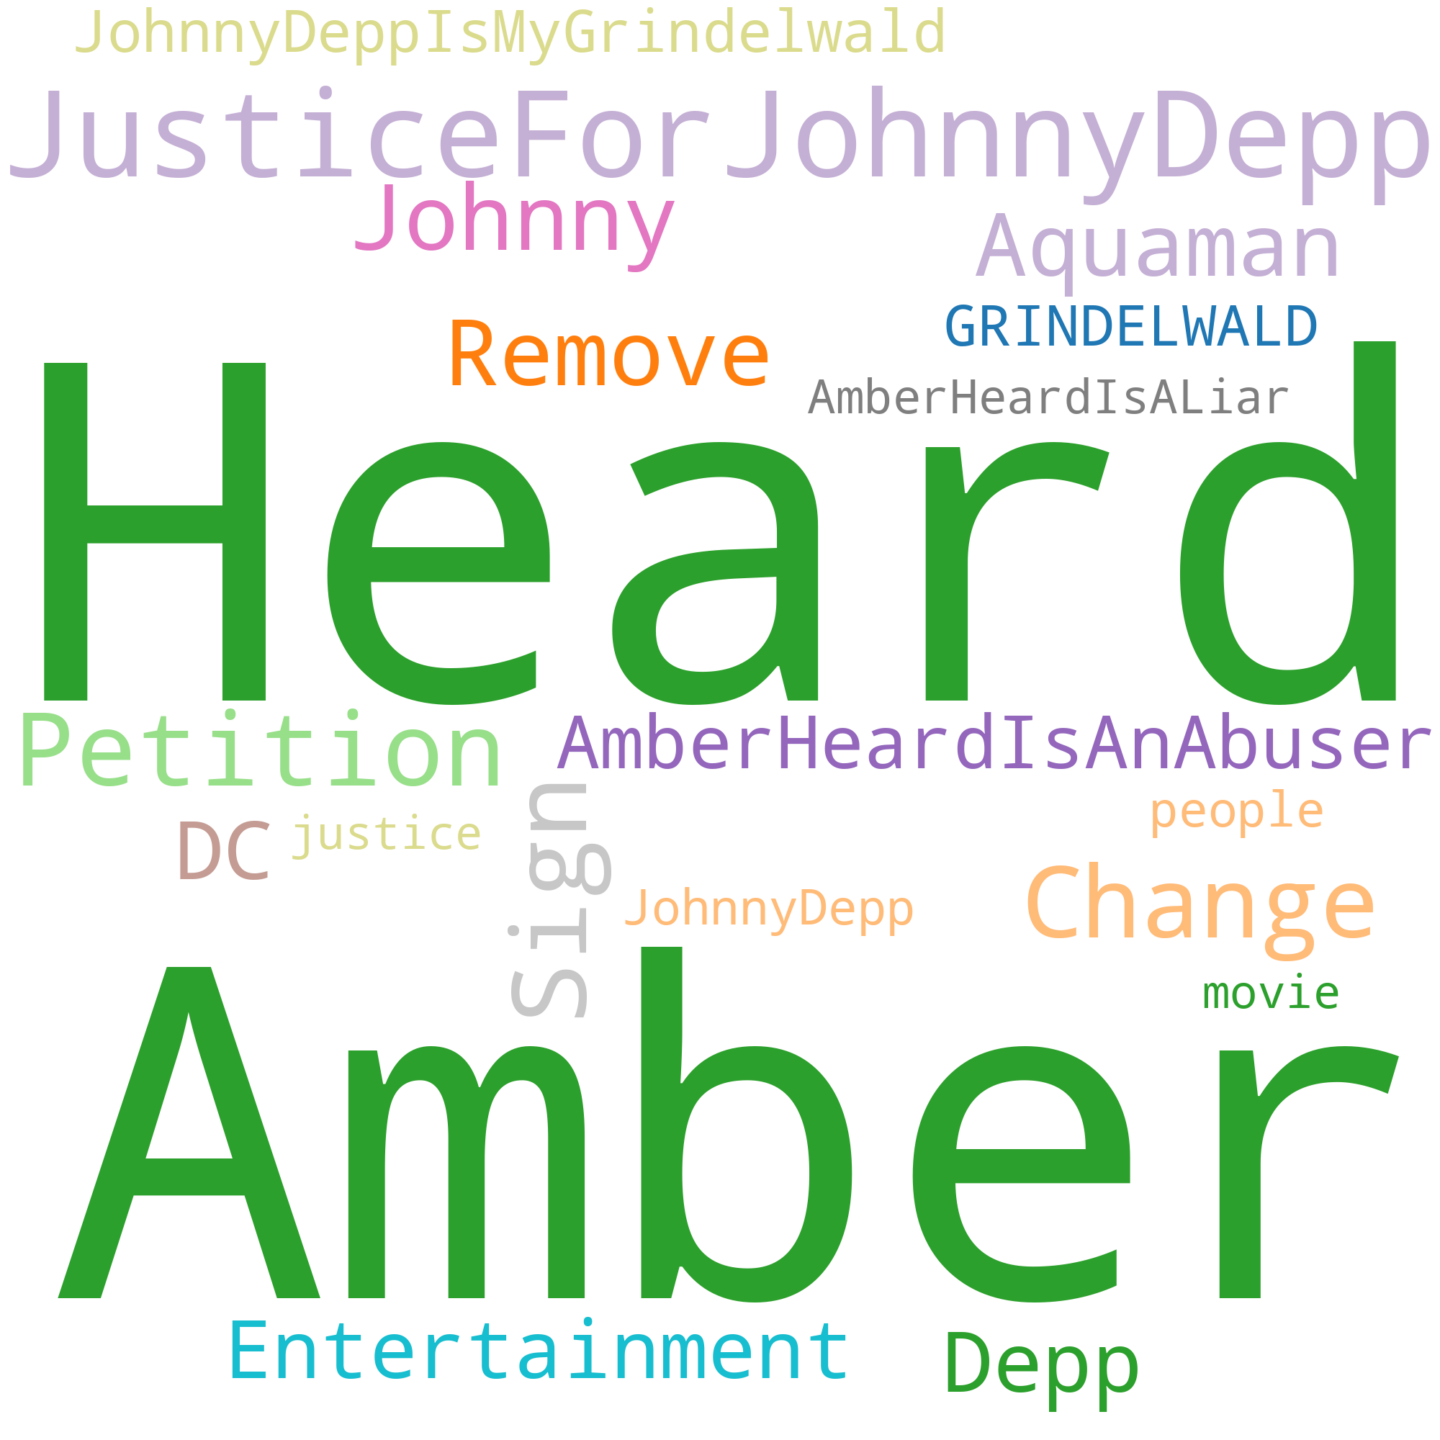 JohnnyDeppIsMyGrindelwald
JusticeForJohnnyDepp
Johnny
Aquaman
Remove
GRINDELWALD
AmberHeardIsALiar
Heard
Petition
AmberHeardIsAnAbuser
DC
justice
Sign
people
JohnnyDepp
Change
movie
Amber
Entertainment
Depp